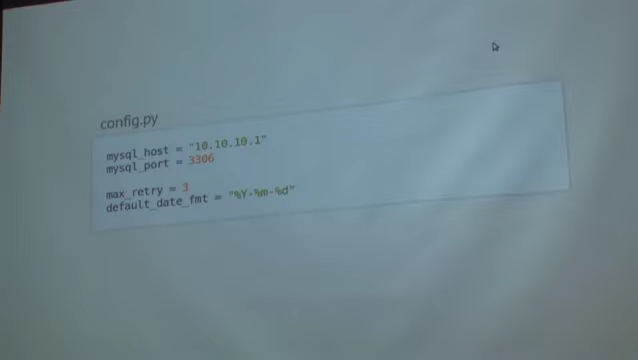 config.py
mysql_host = "10.10.10.1"
mysql_port = 3306
max_retry = 3
default_date_fmt = "%Y-%m-%d"